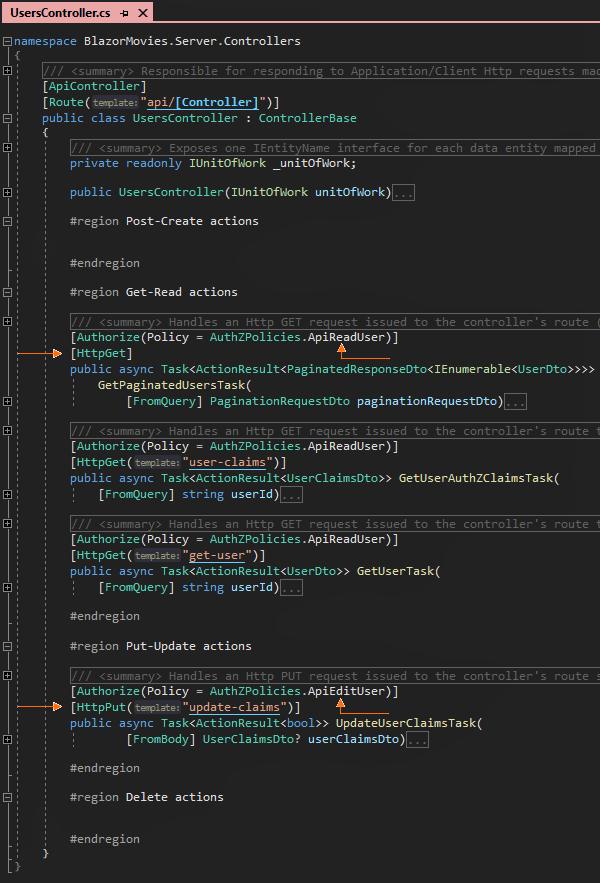 UsersController.cs
namespace BlazorMovies.Server.Controllers
{
/// <summary> Responsible for responding to Application/Client Http requests mad
[ApiController]
[Route(template:"api/[Controller]")]
public class UsersController : ControllerBase
{
/// <summary> Exposes one IEntityName interface for each data entity mapped
private readonly IUnitOfWork _unitOfWork;
public UsersController(IUnitOfWork unitOfWork)...
#region Post-Create actions
#endregion
#region Get-Read actions
/// <summary> Handles an Http GET request issued to the controller's route (
[Authorize(Policy = AuthZPolicies.ApiReadUser)]
[HttpGet]
public async Task<ActionResult<PaginatedResponseDto<IEnumerable<UserDto>>>>
GetPaginatedUsersTask(
[FromQuery] PaginationRequestDto paginationRequestDto)...
/// <summary> Handles an Http GET request issued to the controller's route t
[Authorize(Policy = AuthZPolicies.ApiReadUser)]
[HttpGet(template:"user-claims")]
public async Task<ActionResult<UserClaimsDto>> GetUserAuthZClaimsTask(
[FromQuery] string userId)...
/// <summary> Handles an Http GET request issued to the controller's route t
[Authorize(Policy = AuthZPolicies.ApiReadUser)]
[HttpGet(template:"get-user")]
public async Task<ActionResult<UserDto>> GetUserTask(
[FromQuery] string userId)...
#endregion
#region Put-Update actions
/// <summary> Handles an Http PUT request issued to the controller's route s
[Authorize(Policy = AuthZPolicies.ApiEditUser)]
[HttpPut(template:"update-claims")]
public async Task<ActionResult<bool>> UpdateUserClaimsTask(
[FromBody] UserClaimsDto? userClaimsDto)...
#endregion
#region Delete actions
#endregion
}
}